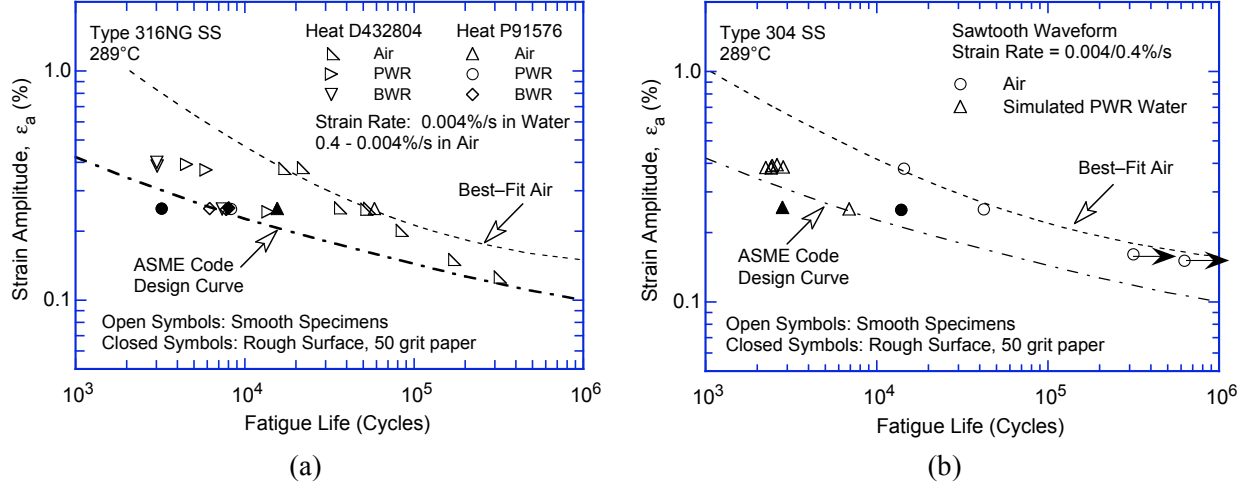 Type 316NG SS
289°C
Heat D432804
Air
PWR
BWR
Heat P91576
Air
PWR
BWR
Strain Rate: 0.004%/s in Water
0.4 - 0.004%/s in Air
Best–Fit Air
ASME Code
Design Curve
Open Symbols: Smooth Specimens
Closed Symbols: Rough Surface, 50 grit paper
Strain Amplitude, εa (%)
1.0
0.1
10³ 10⁴ 10⁵ 10⁶
Fatigue Life (Cycles)
(a)
Type 304 SS
289°C
Sawtooth Waveform
Strain Rate = 0.004/0.4%/s
Air
Simulated PWR Water
Best–Fit Air
ASME Code
Design Curve
Open Symbols: Smooth Specimens
Closed Symbols: Rough Surface, 50 grit paper
Strain Amplitude, εa (%)
1.0
0.1
10³ 10⁴ 10⁵ 10⁶
Fatigue Life (Cycles)
(b)